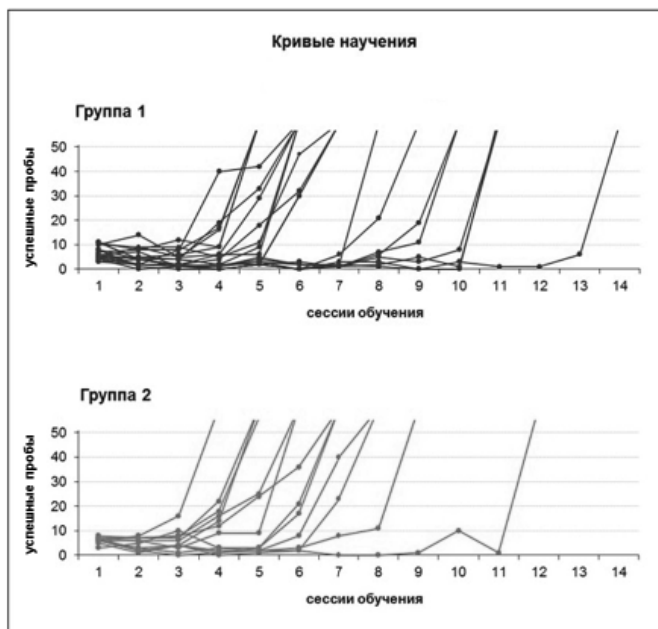 Кривые научения
Группа 1
успешные пробы
50
40
30
20
10
0
1 2 3 4 5 6 7 8 9 10 11 12 13 14
сессии обучения
Группа 2
успешные пробы
50
40
30
20
10
0
1 2 3 4 5 6 7 8 9 10 11 12 13 14
сессии обучения